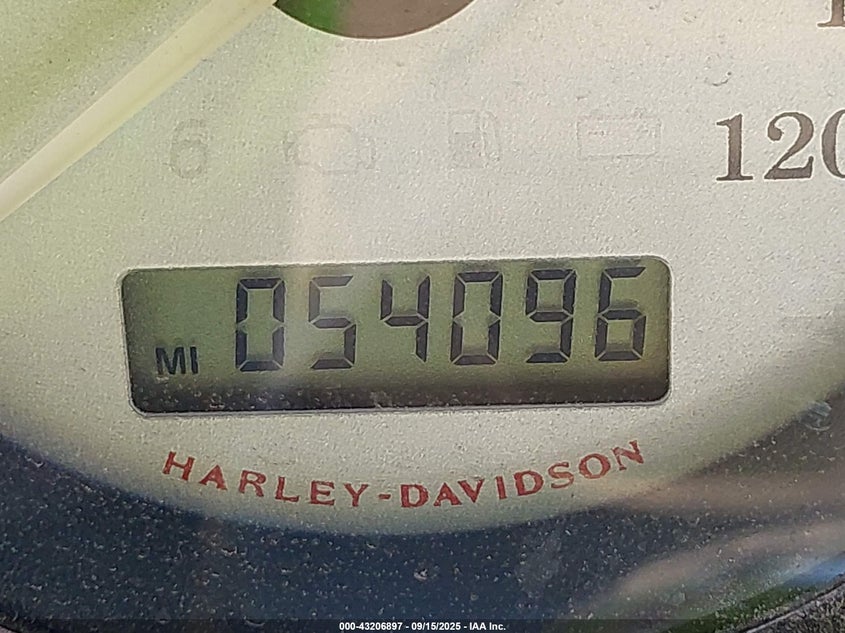 120
MI 054096
HARLEY-DAVIDSON
000-43206897 - 09/15/2025 - IAA Inc.